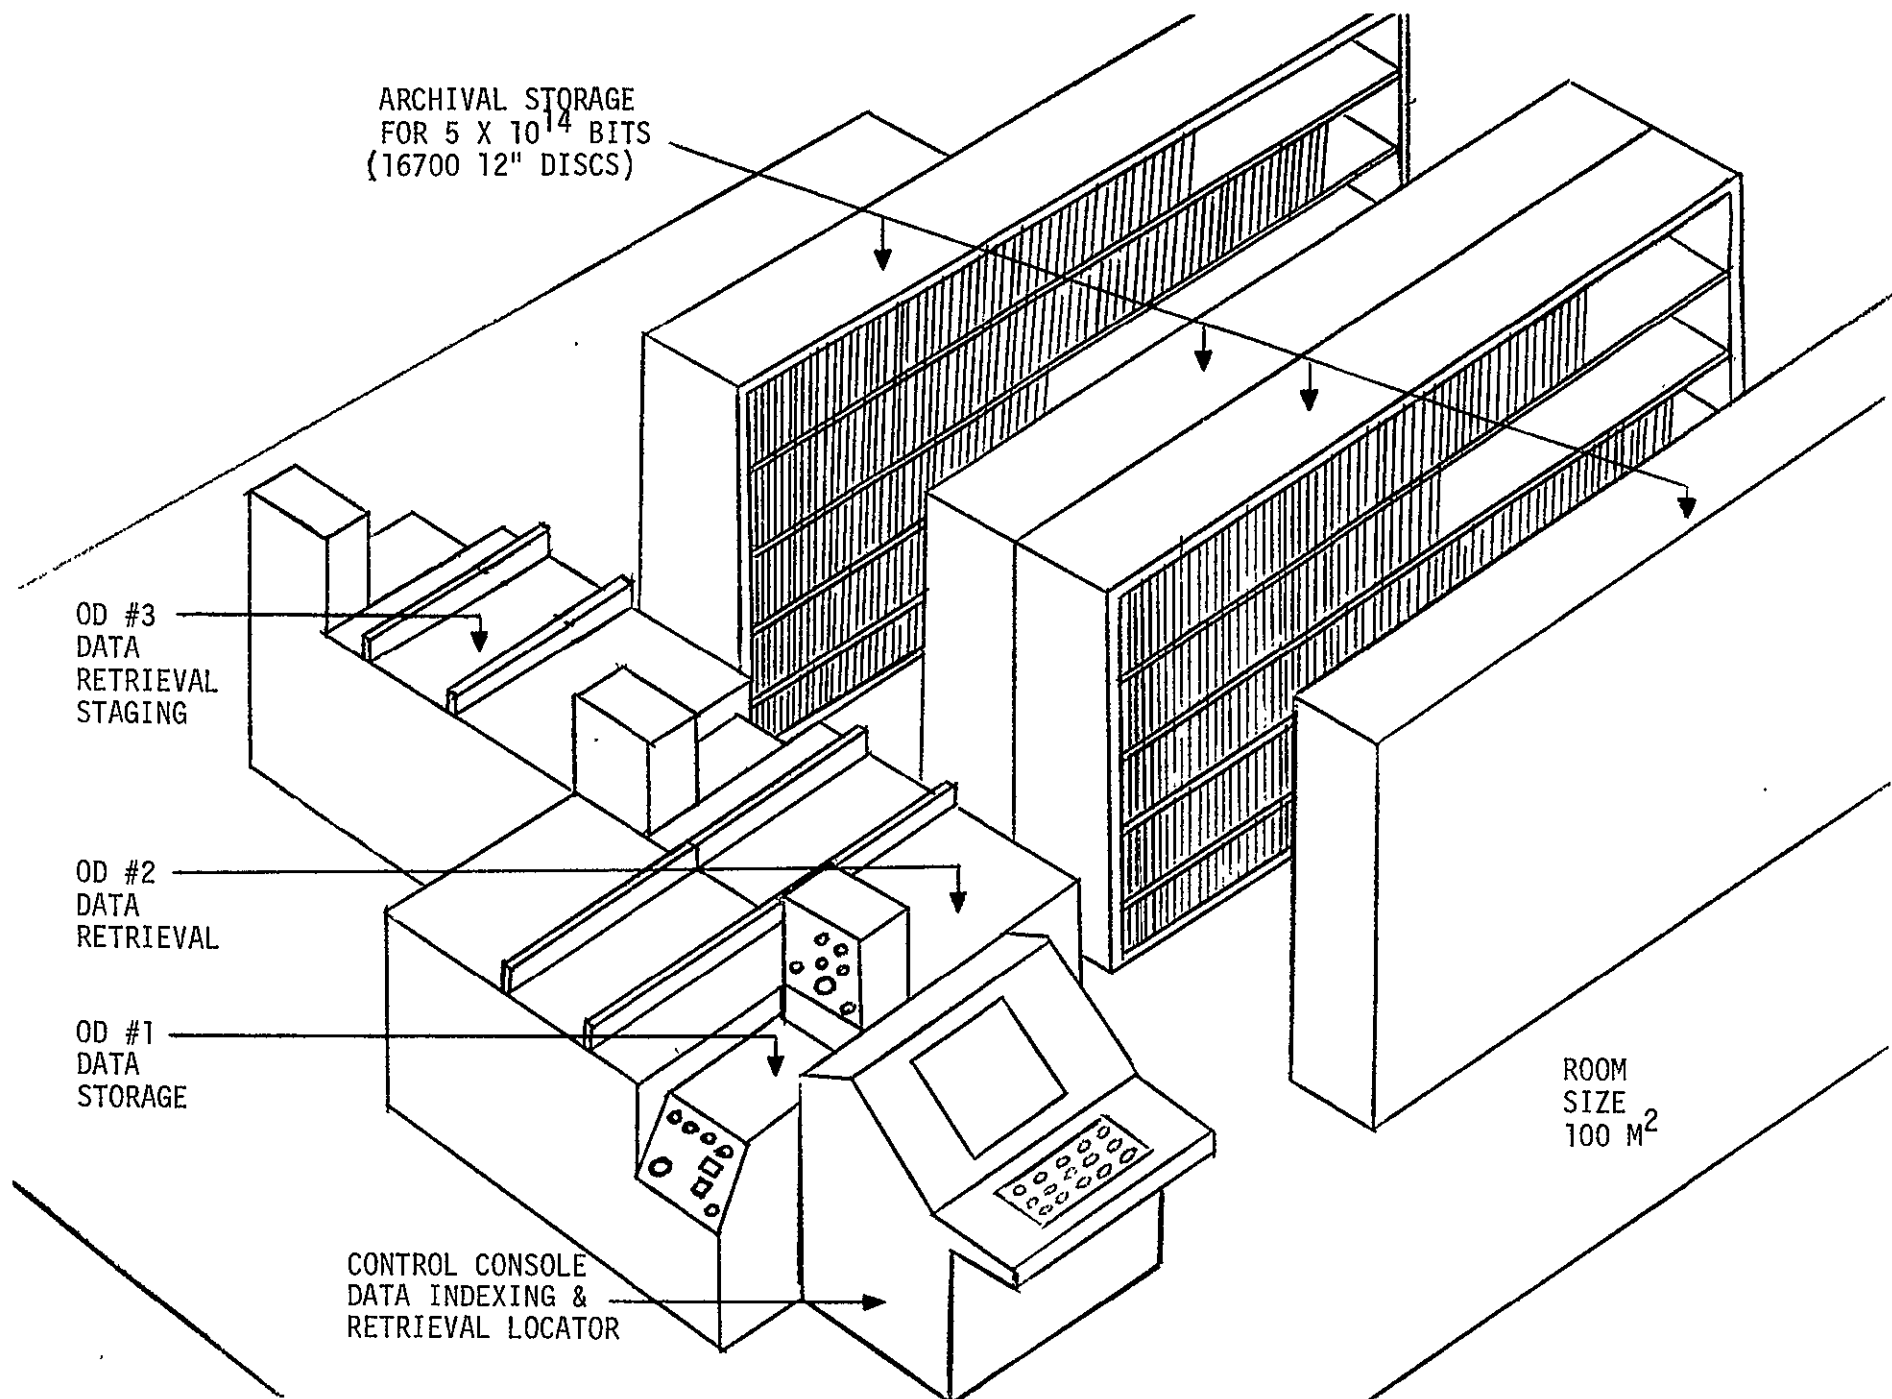 ARCHIVAL STORAGE
FOR 5 X 10^14 BITS
(16700 12" DISCS)
OD #3
DATA
RETRIEVAL
STAGING
OD #2
DATA
RETRIEVAL
OD #1
DATA
STORAGE
CONTROL CONSOLE
DATA INDEXING &
RETRIEVAL LOCATOR
ROOM
SIZE
100 M²